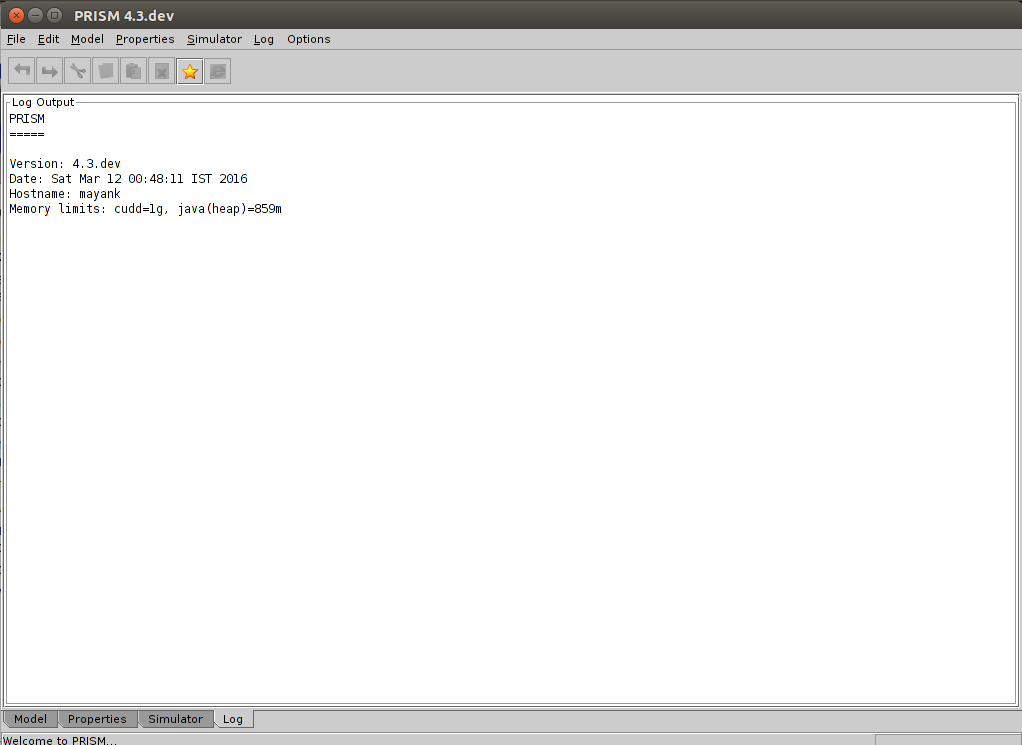 PRISM 4.3.dev
File Edit Model Properties Simulator Log Options
Log Output
PRISM
=====
Version: 4.3.dev
Date: Sat Mar 12 00:48:11 IST 2016
Hostname: mayank
Memory limits: cudd=1g, java(heap)=859m
Model Properties Simulator Log
Welcome to PRISM...